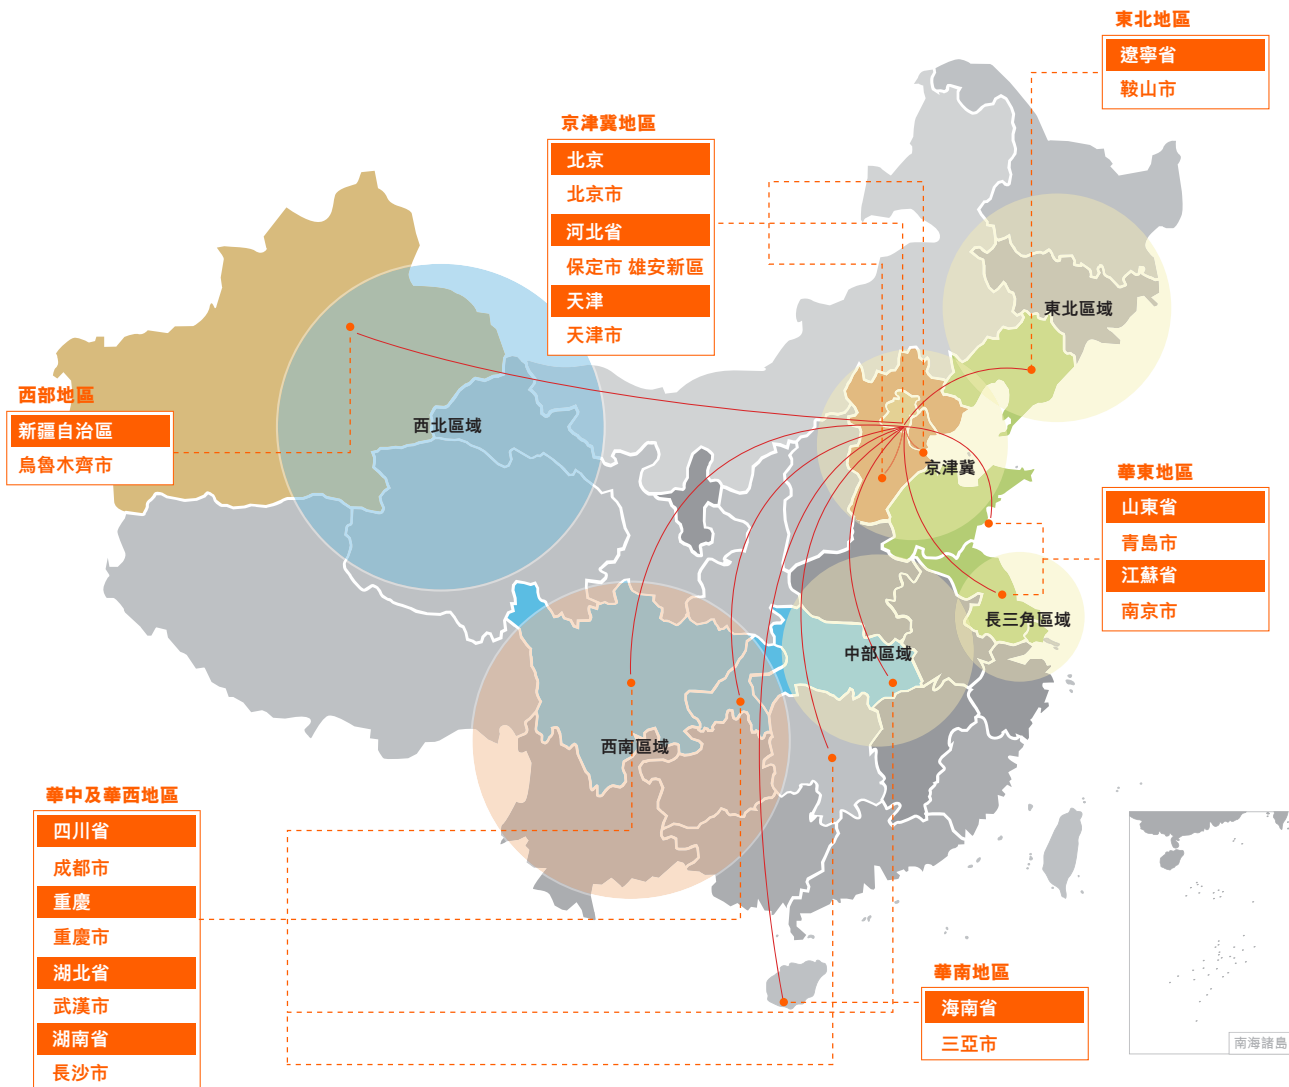 東北地區
遼寧省
鞍山市
京津冀地區
北京
北京市
河北省
保定市 雄安新區
天津
天津市
東北區域
西部地區
新疆自治區
烏魯木齊市
西北區域
京津冀
華東地區
山東省
青島市
江蘇省
南京市
長三角區域
中部區域
西南區域
華中及華西地區
四川省
成都市
重慶
重慶市
湖北省
武漢市
湖南省
長沙市
華南地區
海南省
三亞市
南海諸島